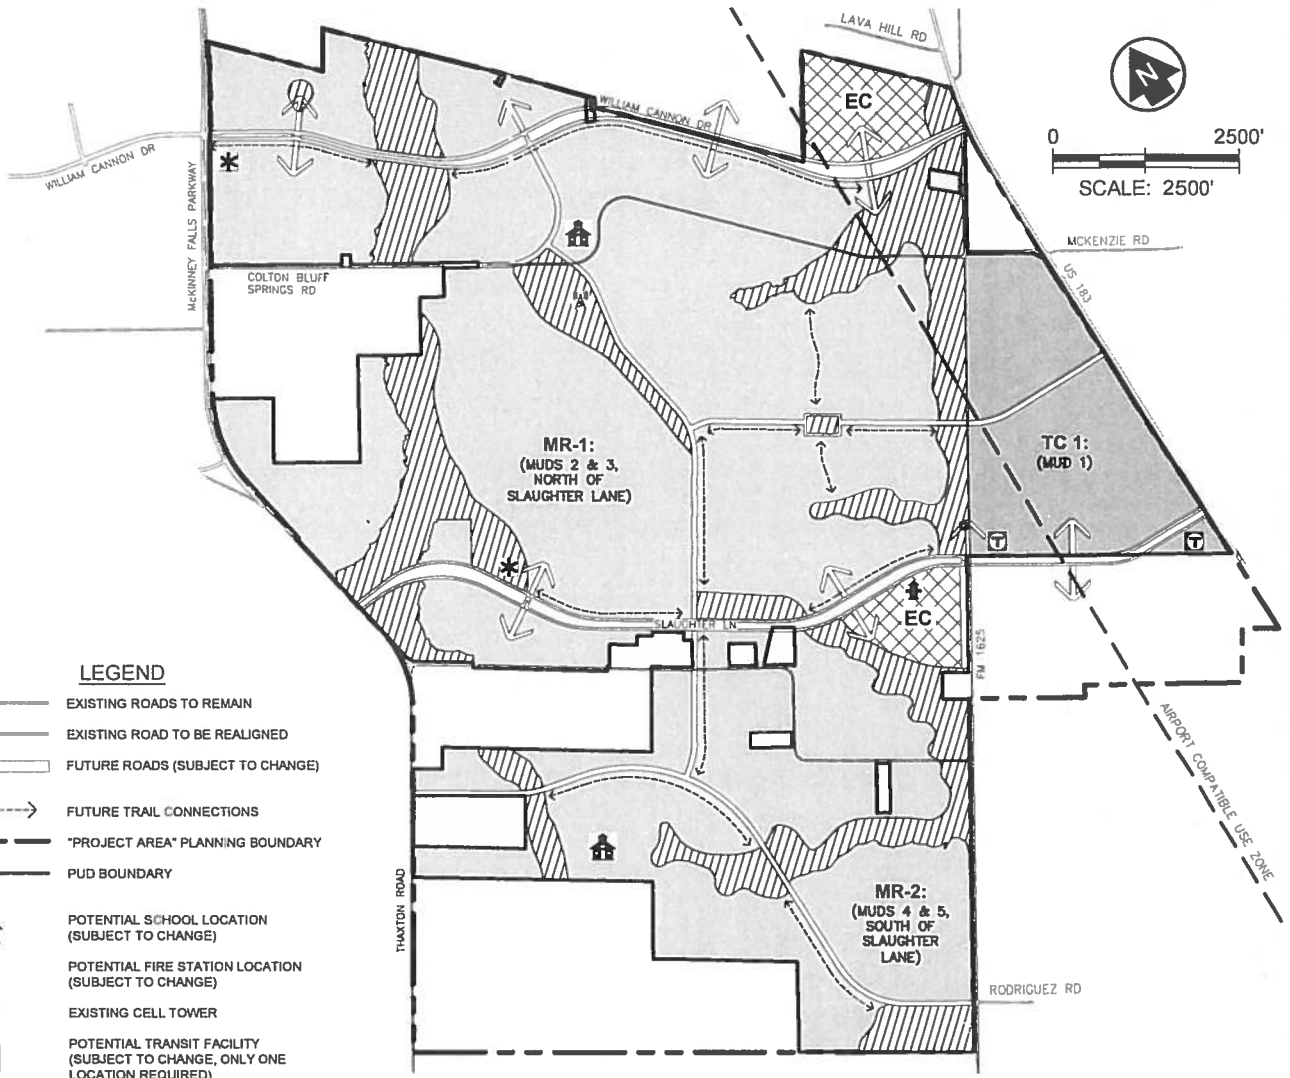 LAVA HILL RD
EC
WILLIAM CANNON DR
N
0 2500'
SCALE: 2500'
WILLIAM CANNON DR
McKINNEY FALLS PARKWAY
MCKENZIE RD
COLTON BLUFF
SPRINGS RD
US 183
MR-1:
(MUDS 2 & 3,
NORTH OF
SLAUGHTER LANE)
TC 1:
(MUD 1)
T
T
EC
SLAUGHTER LN
FM 1625
AIRPORT COMPATIBLE USE ZONE
THAXTON ROAD
MR-2:
(MUDS 4 & 5,
SOUTH OF
SLAUGHTER
LANE)
RODRIGUEZ RD
LEGEND
EXISTING ROADS TO REMAIN
EXISTING ROAD TO BE REALIGNED
FUTURE ROADS (SUBJECT TO CHANGE)
FUTURE TRAIL CONNECTIONS
"PROJECT AREA" PLANNING BOUNDARY
PUD BOUNDARY
POTENTIAL SCHOOL LOCATION
(SUBJECT TO CHANGE)
POTENTIAL FIRE STATION LOCATION
(SUBJECT TO CHANGE)
EXISTING CELL TOWER
POTENTIAL TRANSIT FACILITY
(SUBJECT TO CHANGE, ONLY ONE
LOCATION REQUIRED)